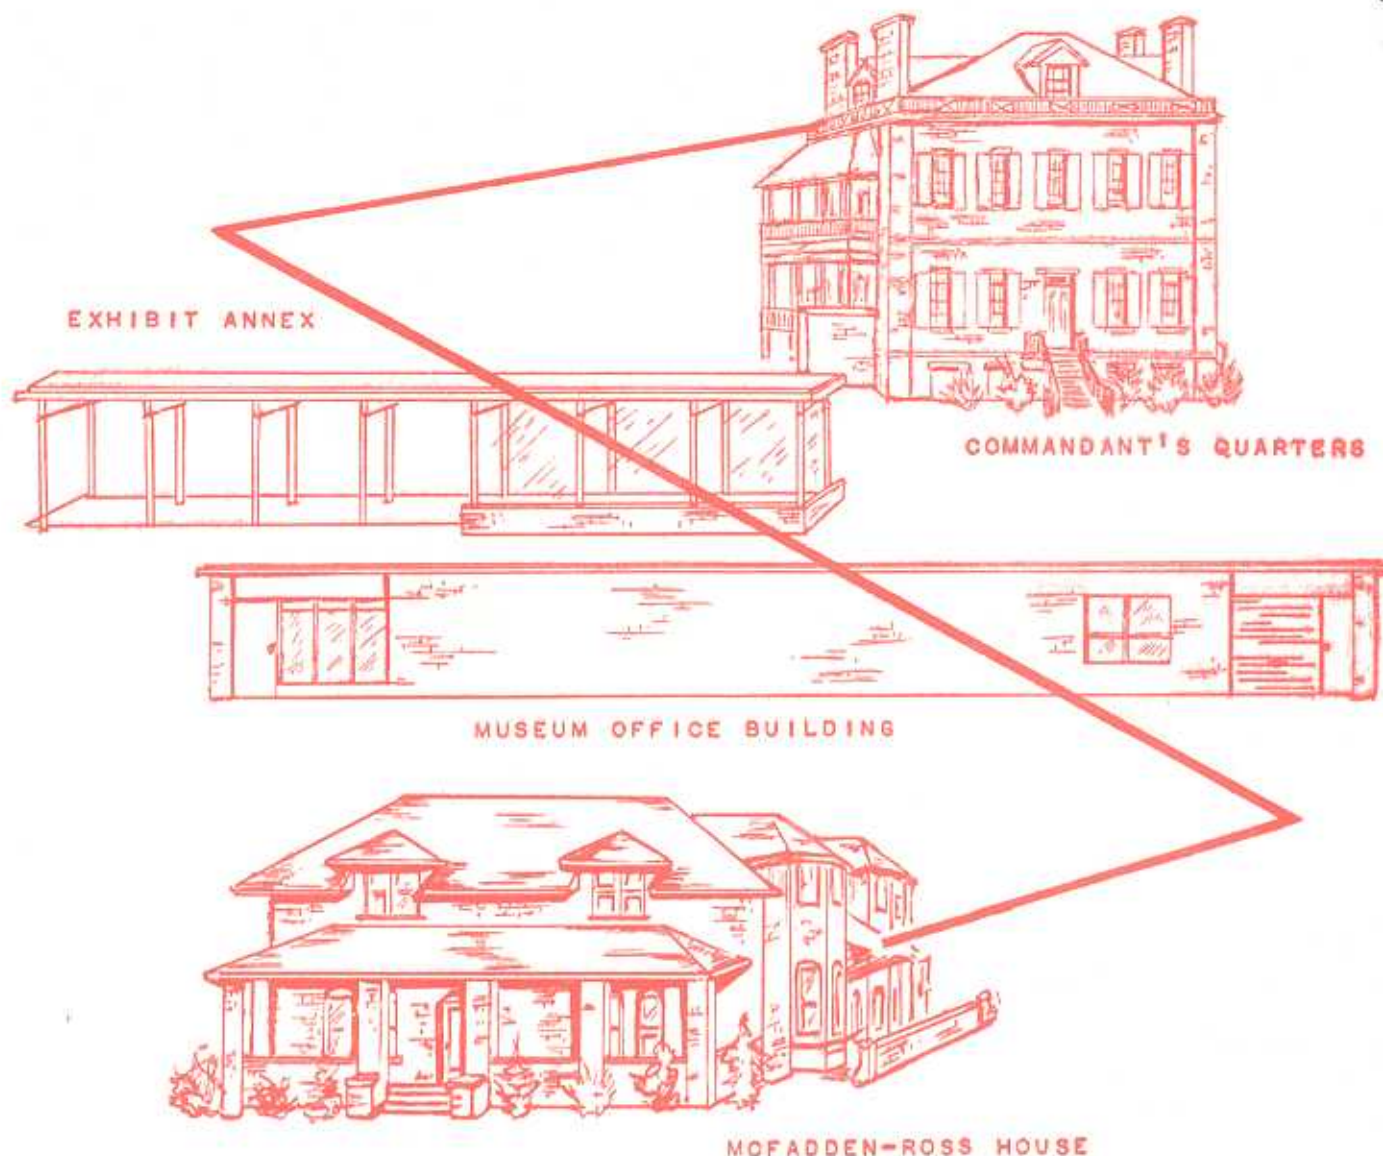 EXHIBIT ANNEX
COMMANDANT'S QUARTERS
MUSEUM OFFICE BUILDING
MCFADDEN-ROSS HOUSE